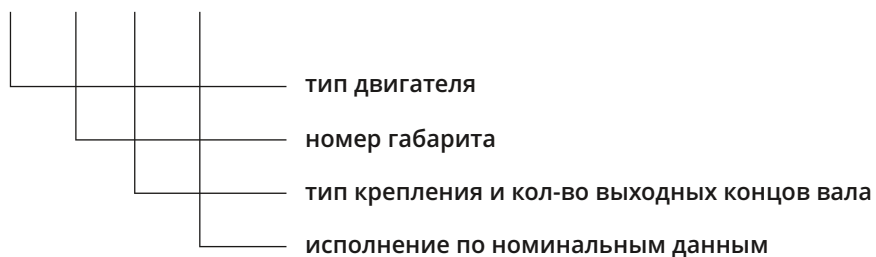 тип двигателя
номер габарита
тип крепления и кол-во выходных концов вала
исполнение по номинальным данным